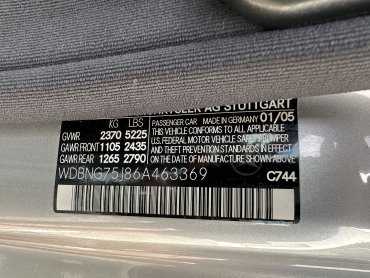 AG STUTTGART
KG LBS
GVWR 2370 5225
GAWR FRONT 1105 2435
GAWR REAR 1265 2790
PASSENGER CAR MADE IN GERMANY 01/05
THIS VEHICLE CONFORMS TO ALL APPLICABLE
U.S. FEDERAL MOTOR VEHICLE SAFETY
BUMPER, AND THEFT PREVENTION
STANDARDS IN EFFECT ON THE DATE OF
MANUFACTURE SHOWN ABOVE
WDBNG75J86A463369
C744